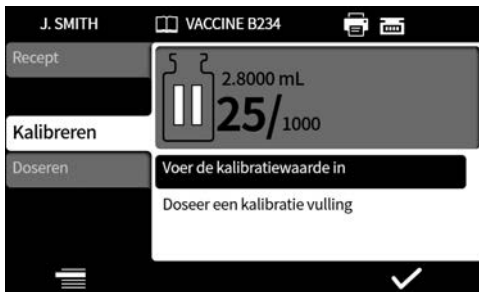 J. SMITH
VACCINE B234
Recept
2.8000 mL
25/1000
Kalibreren
Voer de kalibratiewaarde in
Doseren
Doseer een kalibratie vulling